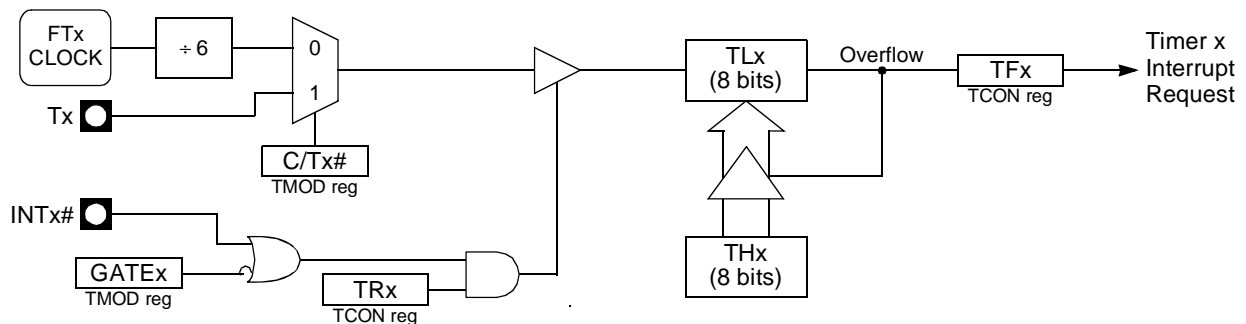 FTx
CLOCK
÷ 6
0
1
Tx
C/Tx#
TMOD reg
TLx
(8 bits)
Overflow
TFx
TCON reg
Timer x
Interrupt
Request
INTx#
GATEx
TMOD reg
TRx
TCON reg
THx
(8 bits)